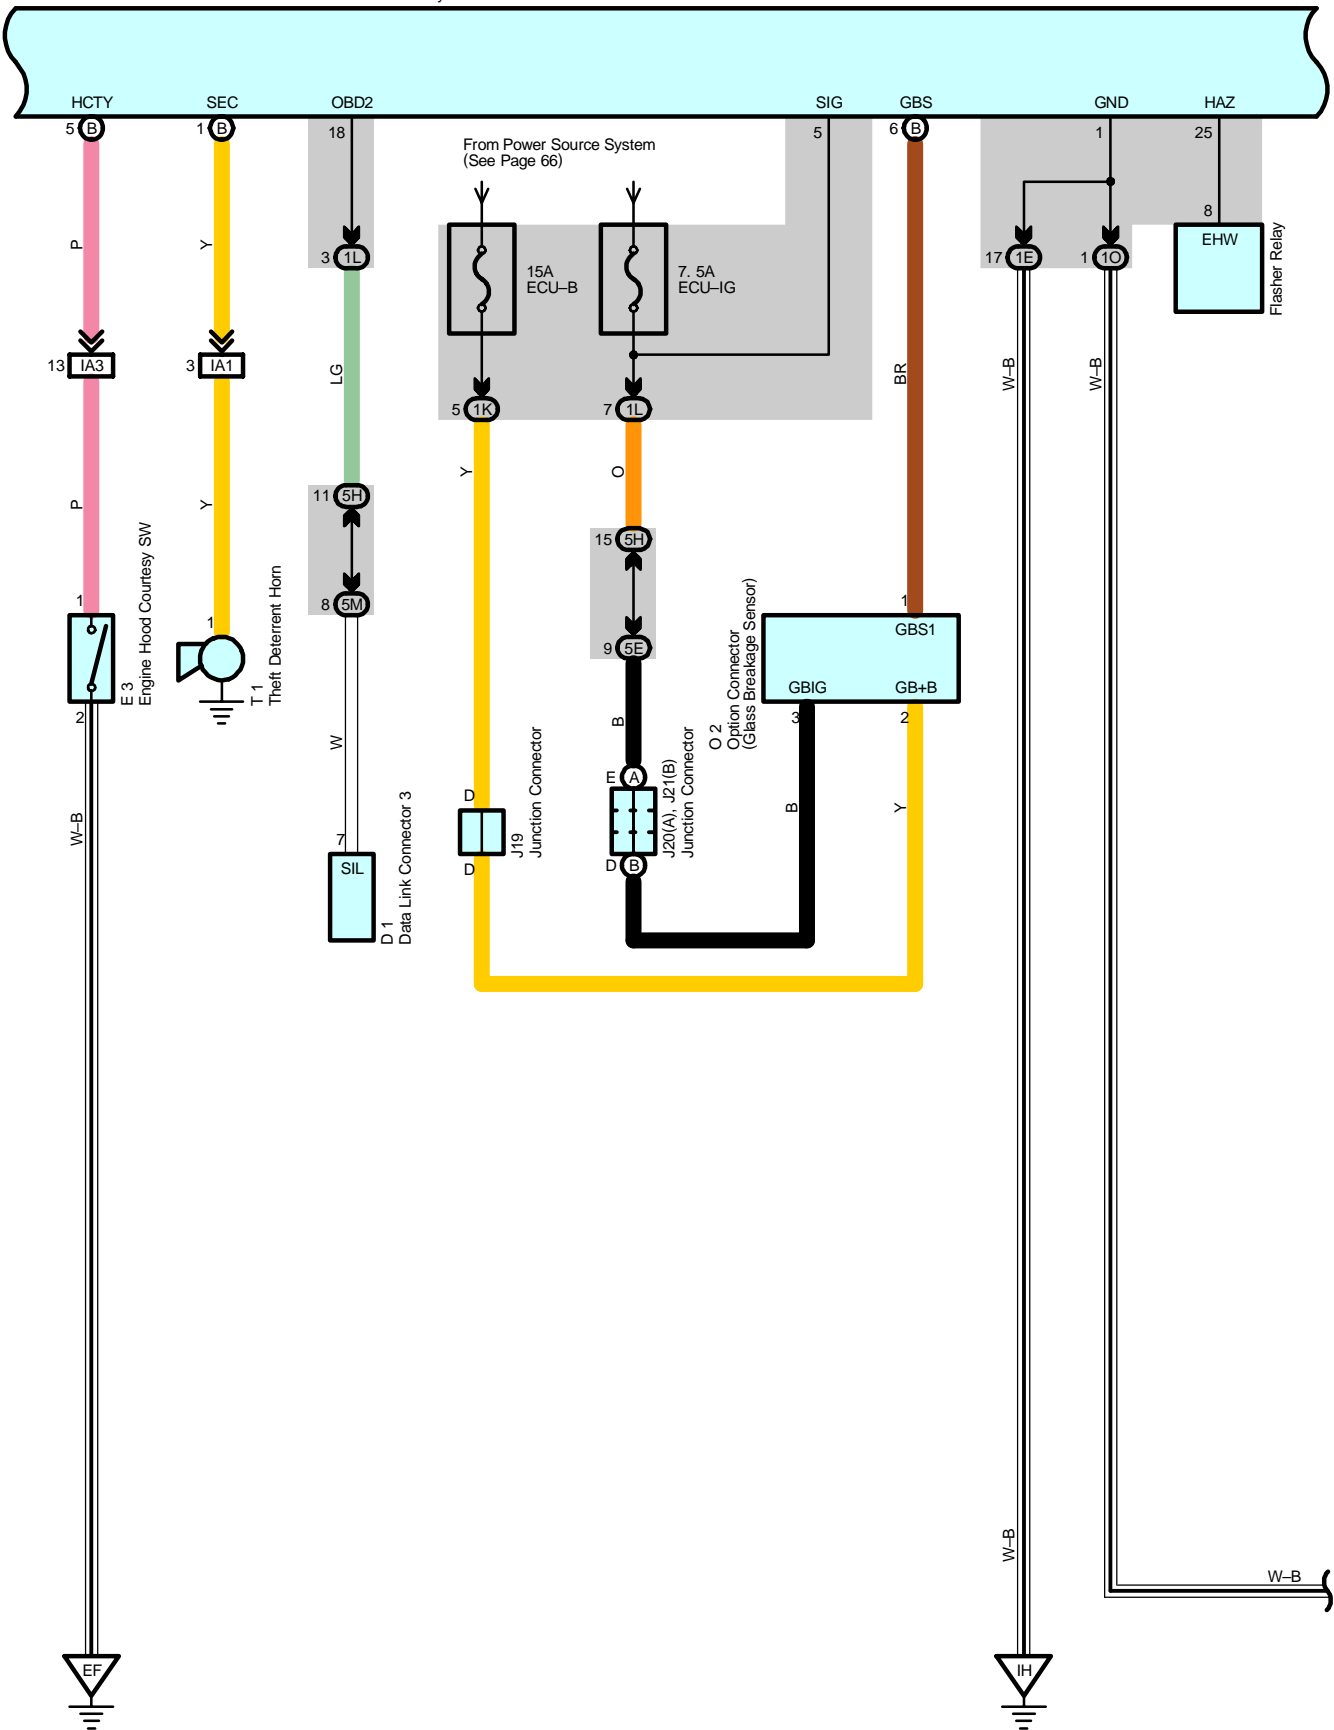 HCTY SEC OBD2 SIG GBS GND HAZ
5 B 1 B 18 5 6 B 1 25
From Power Source System
(See Page 66)
P
Y
8
EHW
Flasher Relay
3 1L
15A
ECU–B
7. 5A
ECU–IG
17 1E
1 1O
13 IA3
3 IA1
LG
BR
W–B
W–B
5 1K
7 1L
P
Y
Y
O
11 5H
15 5H
8 5M
9 5E
1
E 3
Engine Hood Courtesy SW
2
1
T 1
Theft Deterrent Horn
1
GBS1
GBIG GB+B
3 2
O 2
Option Connector
(Glass Breakage Sensor)
W
B
E A
D
J19
Junction Connector
D
J20(A), J21(B)
Junction Connector
D B
B
Y
W–B
7
SIL
D 1
Data Link Connector 3
W–B
W–B
EF
IH